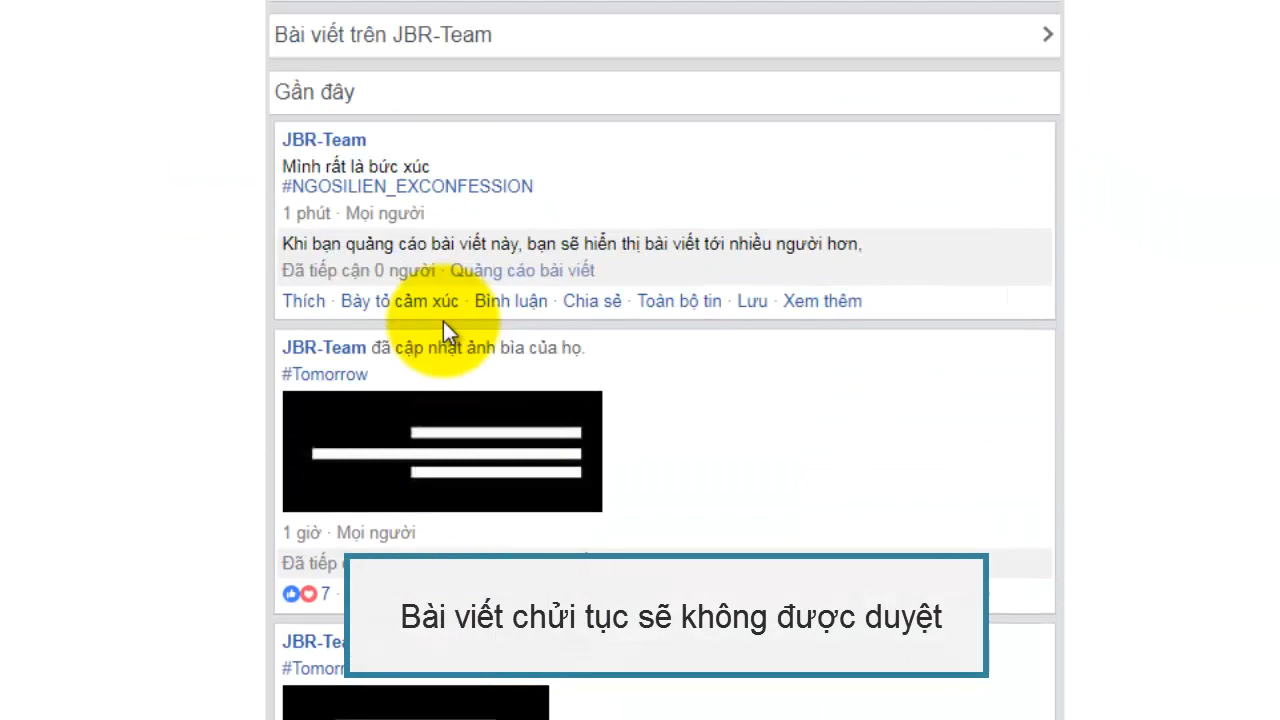 Bài viết trên JBR-Team
Gần đây
JBR-Team
Mình rất là bức xúc
#NGOSILIEN_EXCONFESSION
1 phút · Mọi người
Khi bạn quảng cáo bài viết này, bạn sẽ hiển thị bài viết tới nhiều người hơn,
Đã tiếp cận 0 người · Quảng cáo bài viết
Thích · Bày tỏ cảm xúc · Bình luận · Chia sẻ · Toàn bộ tin · Lưu · Xem thêm
JBR-Team đã cập nhật ảnh bìa của họ.
#Tomorrow
1 giờ · Mọi người
Đã tiếp
7 ·
Bài viết chửi tục sẽ không được duyệt